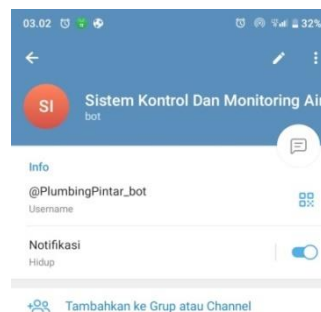 03.02
32%
SI
Sistem Kontrol Dan Monitoring Air
bot
Info
@PlumbingPintar_bot
Username
Notifikasi
Hidup
Tambahkan ke Grup atau Channel